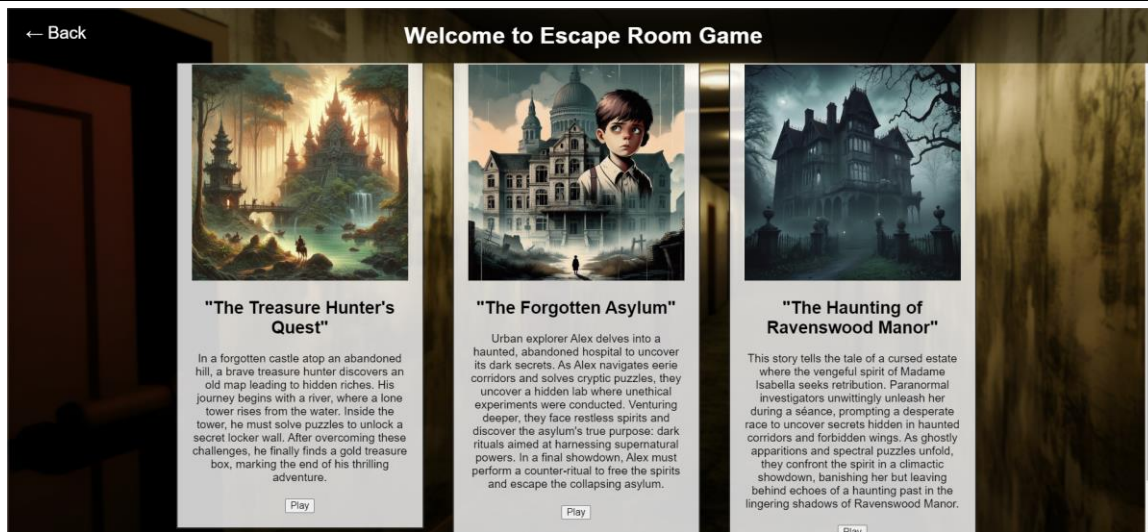 ← Back
Welcome to Escape Room Game
"The Treasure Hunter's
Quest"
In a forgotten castle atop an abandoned
hill, a brave treasure hunter discovers an
old map leading to hidden riches. His
journey begins with a river, where a lone
tower rises from the water. Inside the
tower, he must solve puzzles to unlock a
secret locker wall. After overcoming these
challenges, he finally finds a gold treasure
box, marking the end of his thrilling
adventure.
Play
"The Forgotten Asylum"
Urban explorer Alex delves into a
haunted, abandoned hospital to uncover
its dark secrets. As Alex navigates eerie
corridors and solves cryptic puzzles, they
uncover a hidden lab where unethical
experiments were conducted. Venturing
deeper, they face restless spirits and
discover the asylum's true purpose: dark
rituals aimed at harnessing supernatural
powers. In a final showdown, Alex must
perform a counter-ritual to free the spirits
and escape the collapsing asylum.
Play
"The Haunting of
Ravenswood Manor"
This story tells the tale of a cursed estate
where the vengeful spirit of Madame
Isabella seeks retribution. Paranormal
investigators unwittingly unleash her
during a séance, prompting a desperate
race to uncover secrets hidden in haunted
corridors and forbidden wings. As ghostly
apparitions and spectral puzzles unfold,
they confront the spirit in a climactic
showdown, banishing her but leaving
behind echoes of a haunting past in the
lingering shadows of Ravenswood Manor.
Play